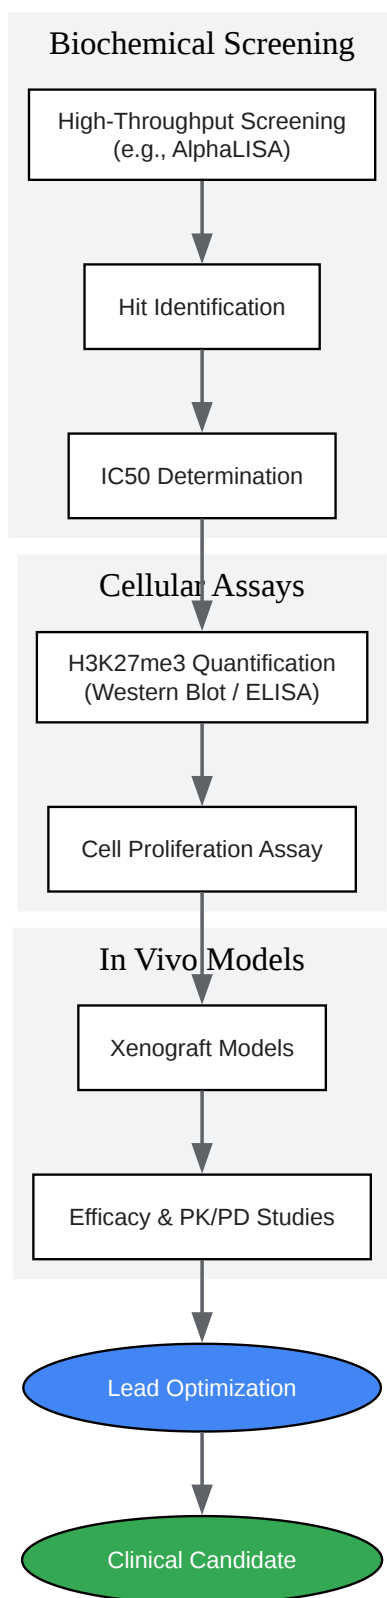 Biochemical Screening
High-Throughput Screening
(e.g., AlphaLISA)
Hit Identification
IC50 Determination
Cellular Assays
H3K27me3 Quantification
(Western Blot / ELISA)
Cell Proliferation Assay
In Vivo Models
Xenograft Models
Efficacy & PK/PD Studies
Lead Optimization
Clinical Candidate